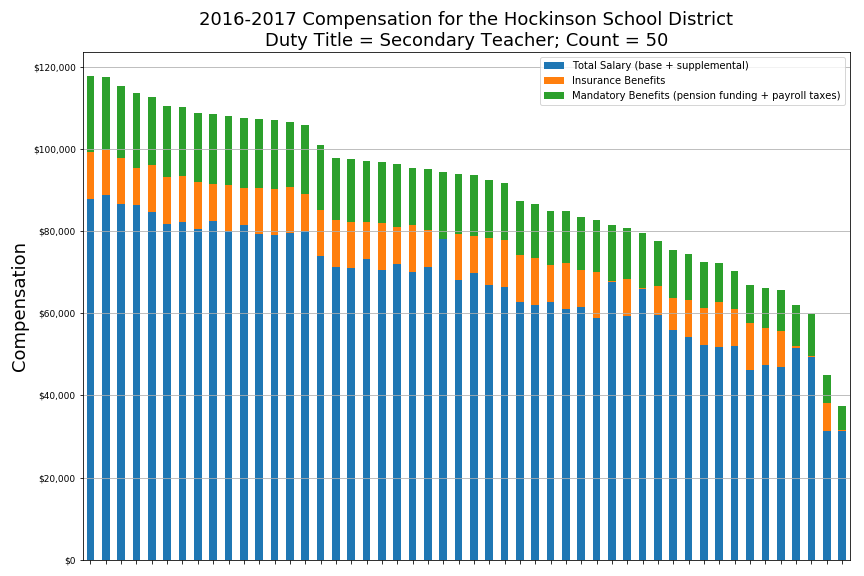 2016-2017 Compensation for the Hockinson School District
Duty Title = Secondary Teacher; Count = 50
Total Salary (base + supplemental)
Insurance Benefits
Mandatory Benefits (pension funding + payroll taxes)
Compensation
$120,000
$100,000
$80,000
$60,000
$40,000
$20,000
$0